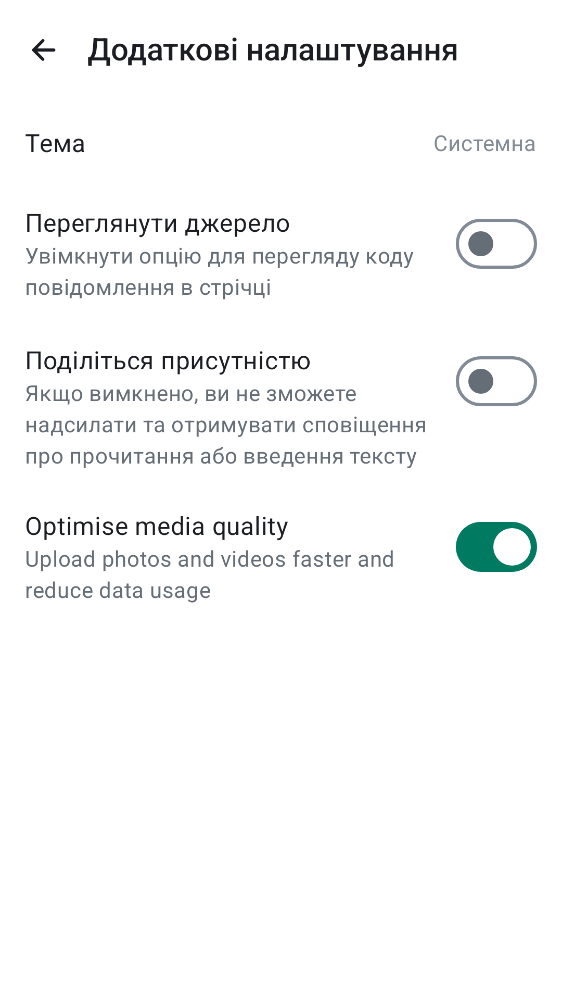 Додаткові налаштування
Тема
Системна
Переглянути джерело
Увімкнути опцію для перегляду коду
повідомлення в стрічці
Поділіться присутністю
Якщо вимкнено, ви не зможете
надсилати та отримувати сповіщення
про прочитання або введення тексту
Optimise media quality
Upload photos and videos faster and
reduce data usage